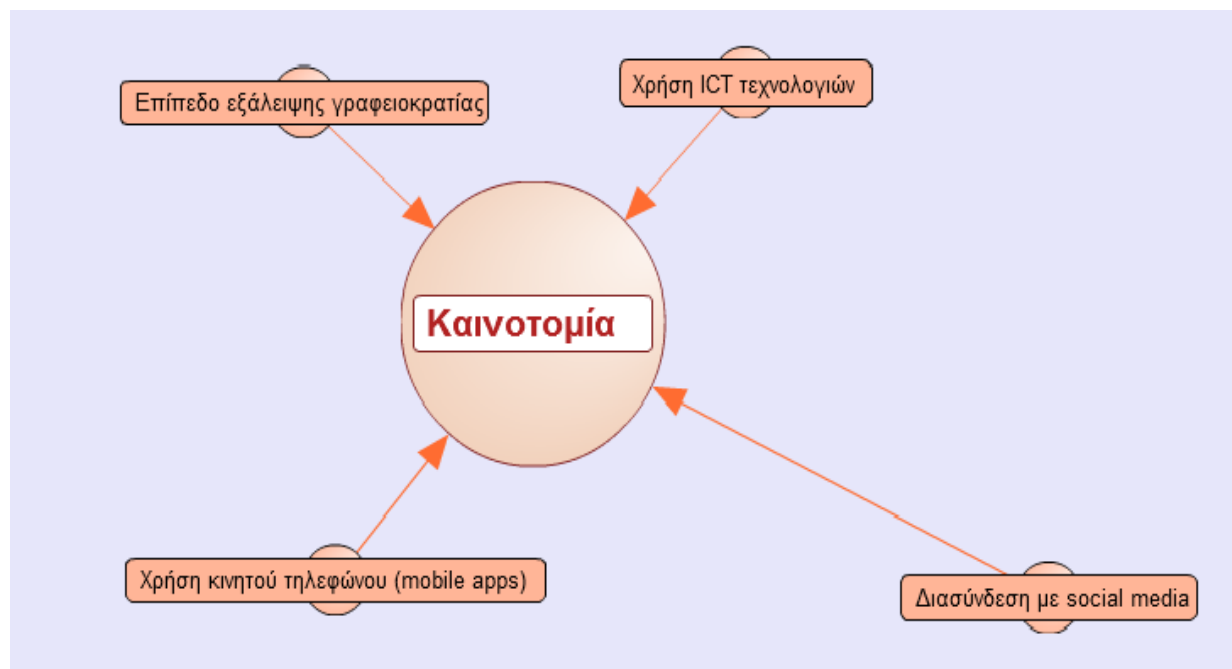 Χρήση ICT τεχνολογιών
Επίπεδο εξάλειψης γραφειοκρατίας
Καινοτομία
Χρήση κινητού τηλεφώνου (mobile apps)
Διασύνδεση με social media